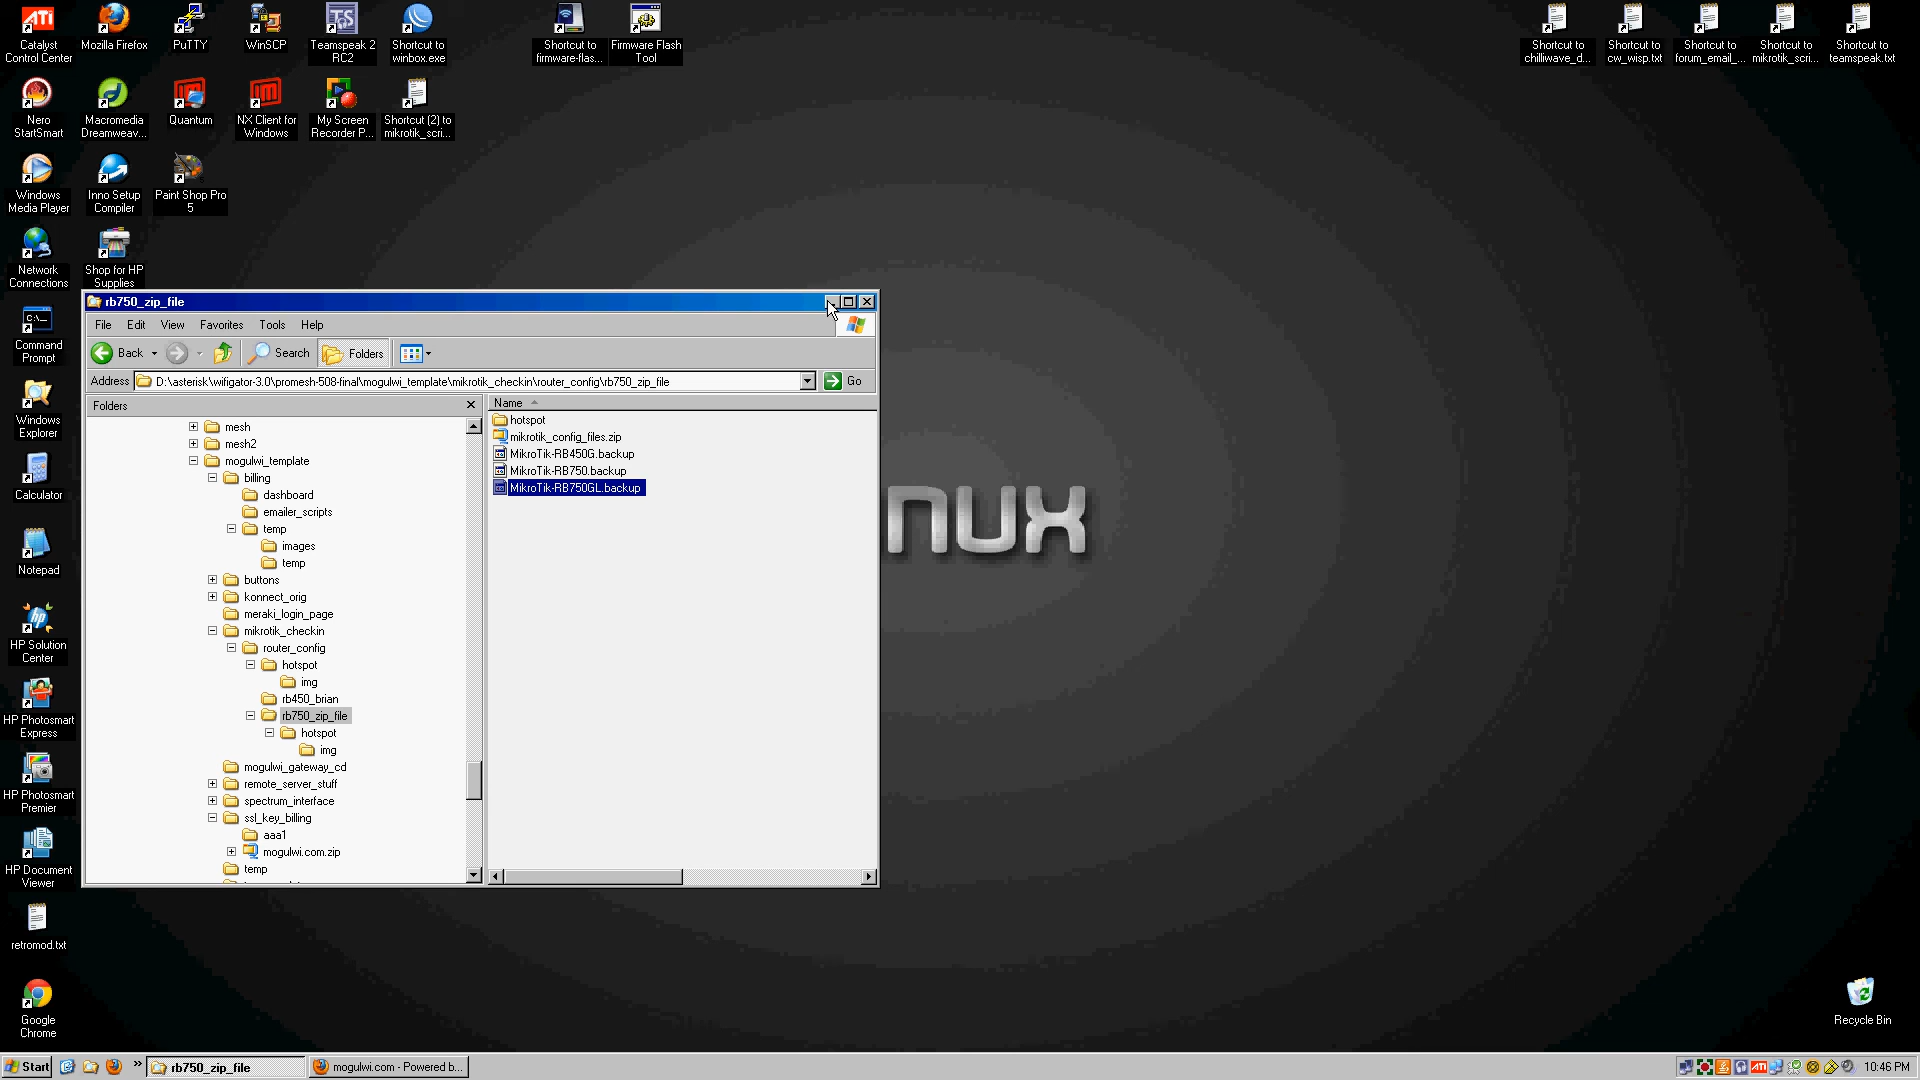 Catalyst
Control Center
Mozilla Firefox
PuTTY
WinSCP
Teamspeak 2
RC2
Shortcut to
winbox.exe
Shortcut to
firmware-flas...
Firmware Flash
Tool
Shortcut to
chilliwave_d...
Shortcut to
cw_wisp.txt
Shortcut to
forum_email_...
Shortcut to
mikrotik_scri...
Shortcut to
teamspeak.txt
Nero
StartSmart
Macromedia
Dreamweav...
Quantum
NX Client for
Windows
My Screen
Recorder P...
Shortcut (2) to
mikrotik_scri...
Windows
Media Player
Inno Setup
Compiler
Paint Shop Pro
5
Network
Connections
Shop for HP
Supplies
Command
Prompt
Windows
Explorer
Calculator
Notepad
HP Solution
Center
HP Photosmart
Express
HP Photosmart
Premier
HP Document
Viewer
retromod.txt
Google
Chrome
rb750_zip_file
File Edit View Favorites Tools Help
Back Search Folders
Address D:\asterisk\wifigator-3.0\promesh-508-final\mogulwi_template\mikrotik_checkin\router_config\rb750_zip_file Go
Folders
mesh
mesh2
mogulwi_template
billing
dashboard
emailer_scripts
temp
images
temp
buttons
konnect_orig
meraki_login_page
mikrotik_checkin
router_config
hotspot
img
rb450_brian
rb750_zip_file
hotspot
img
mogulwi_gateway_cd
remote_server_stuff
spectrum_interface
ssl_key_billing
aaa1
mogulwi.com.zip
temp
Name
hotspot
mikrotik_config_files.zip
MikroTik-RB450G.backup
MikroTik-RB750.backup
MikroTik-RB750GL.backup
nux
Recycle Bin
Start
rb750_zip_file
mogulwi.com - Powered b...
10:46 PM